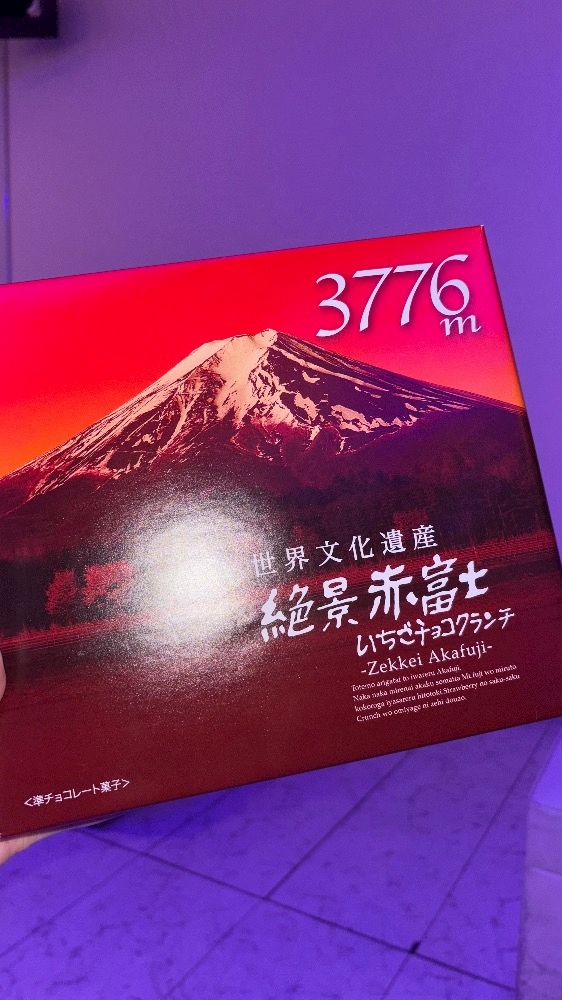 3776
m
世界文化遺産
絶景 赤富士
いちごチョコクランチ
-Zekkei Akafuji-
Totemo arigatai to iwareru Akafuji.
Naka naka mirenai akaku somatta Mt.fuji wo miruto
kokoroga iyasareru hitotoki.Strawberry no saku-saku
Crunch wo omiyage ni zehi douzo.
<準チョコレート菓子>